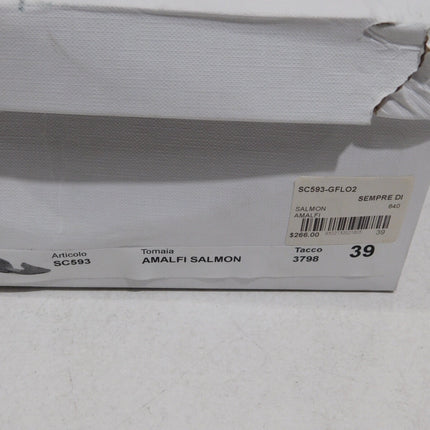 SC593-GFLO2
SEMPRE DI
SALMON 640
AMALFI
$266.00 39
Articolo Tomaia Tacco
SC593 AMALFI SALMON 3798 39